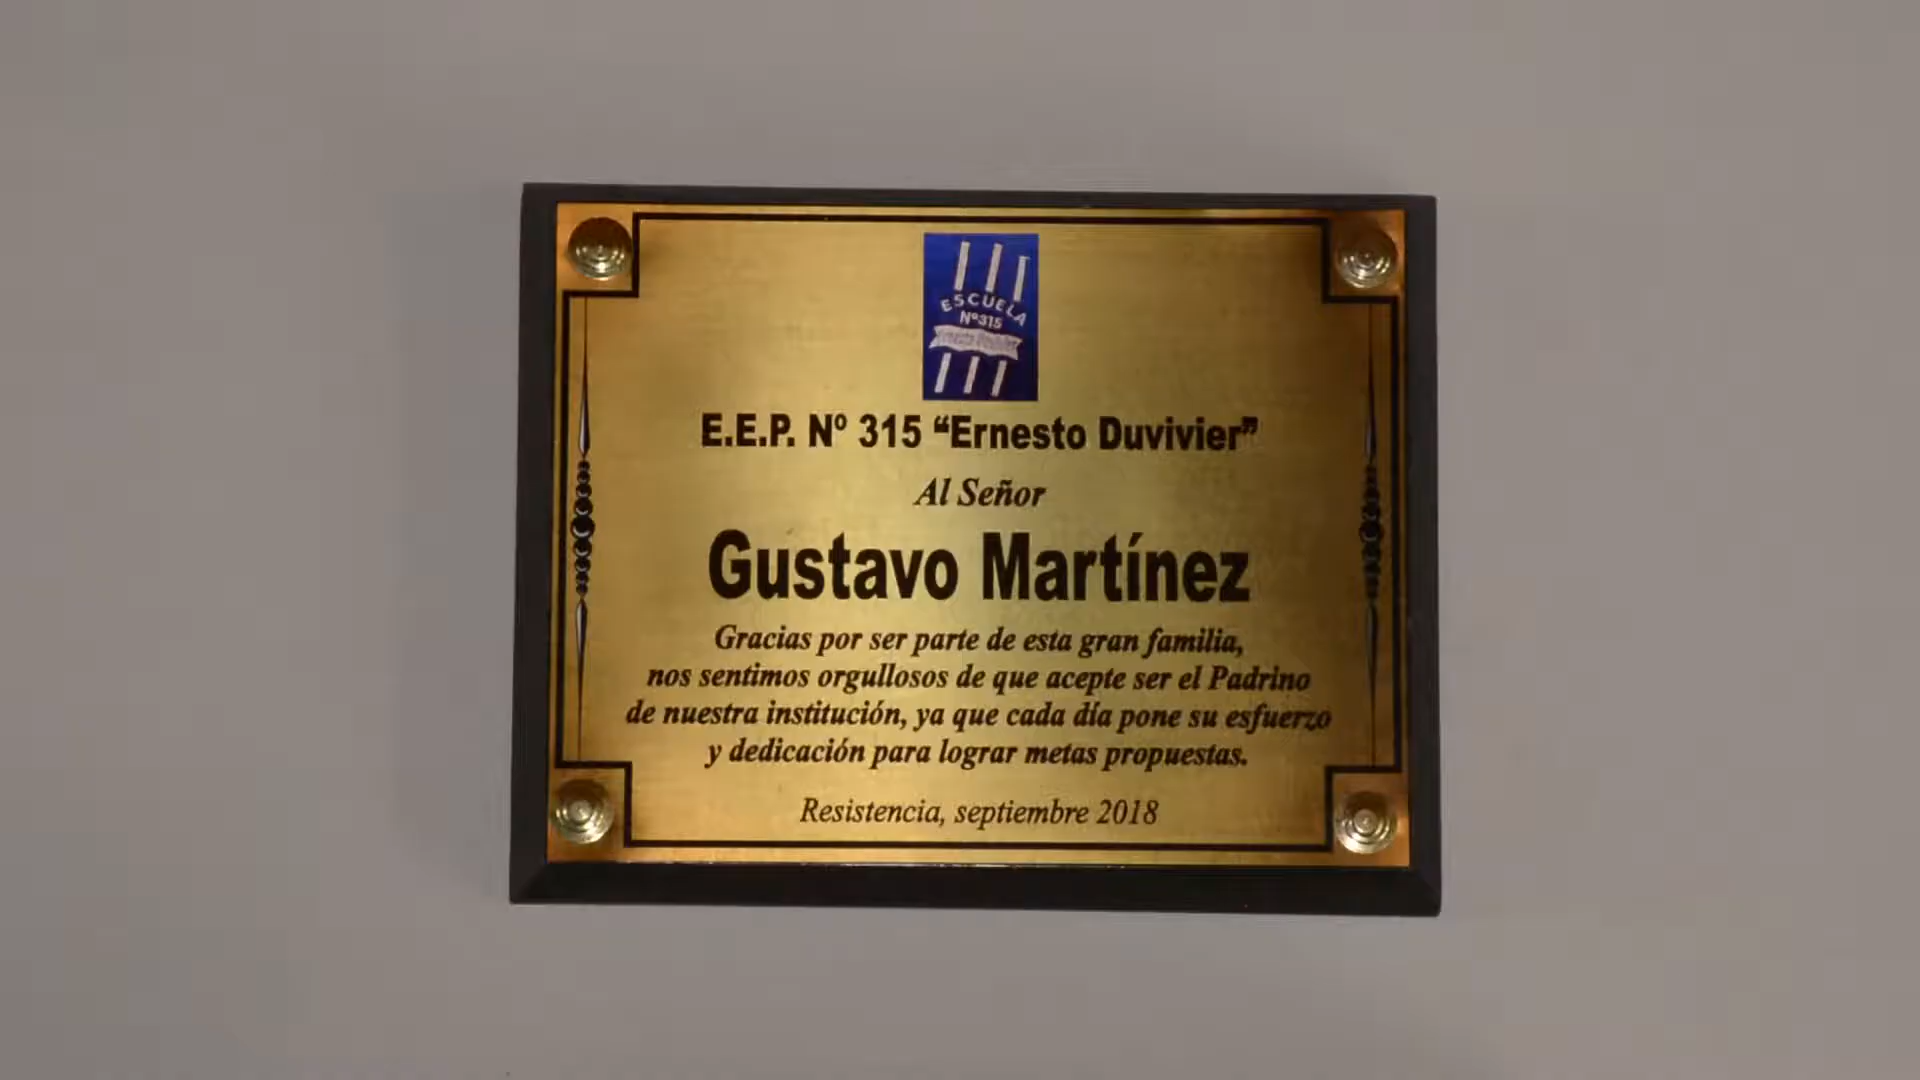 ESCUELA
Nº315
E.E.P. Nº 315 “Ernesto Duvivier”
Al Señor
Gustavo Martínez
Gracias por ser parte de esta gran familia,
nos sentimos orgullosos de que acepte ser el Padrino
de nuestra institución, ya que cada día pone su esfuerzo
y dedicación para lograr metas propuestas.
Resistencia, septiembre 2018